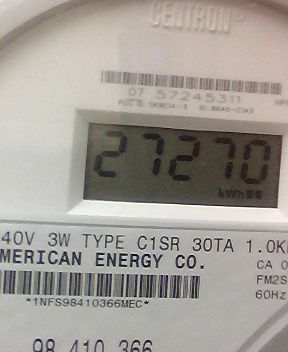 CENTRON
07 57245311
27270
kWh
40V 3W TYPE C1SR 30TA 1.0K
MERICAN ENERGY CO.
CA 0
FM2S
60Hz
*1NFS98410366MEC*
98 410 366